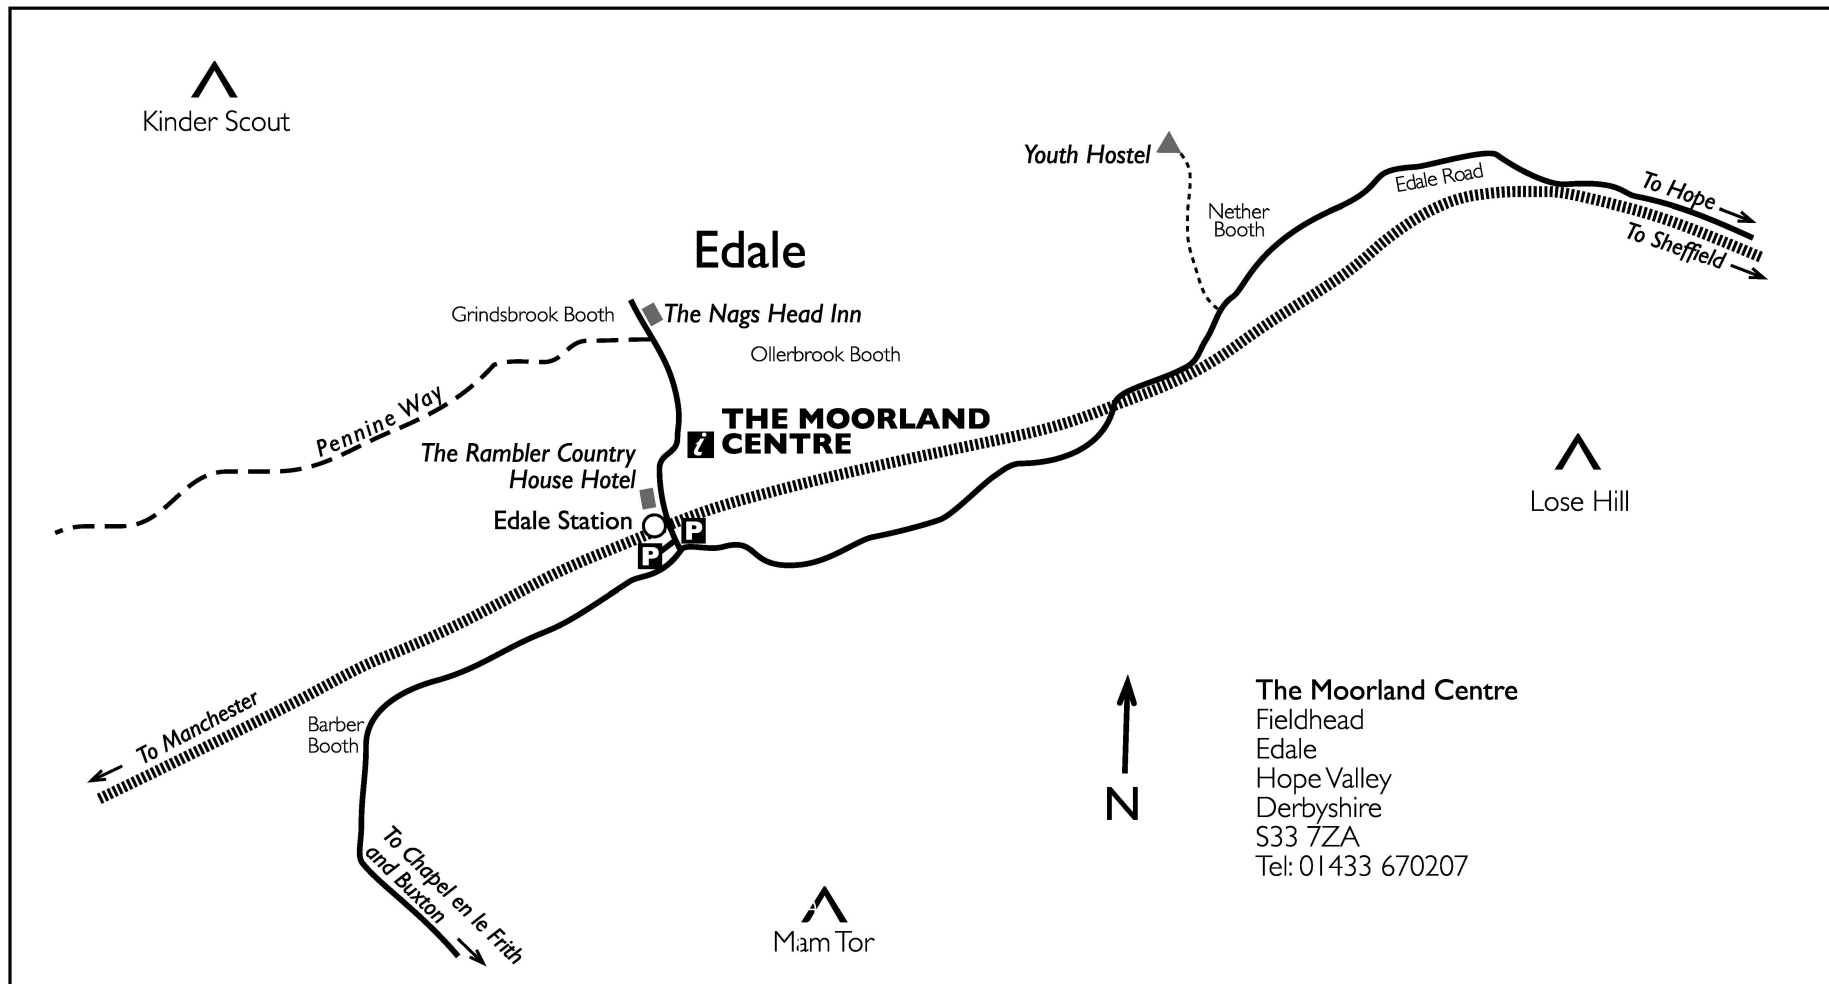 Kinder Scout
Youth Hostel
Edale Road
To Hope
To Sheffield
Nether
Booth
Edale
Grindsbrook Booth
The Nags Head Inn
Ollerbrook Booth
Pennine Way
THE MOORLAND
CENTRE
i
The Rambler Country
House Hotel
Edale Station
P
P
Lose Hill
To Manchester
Barber
Booth
To Chapel en le Frith
and Buxton
Mam Tor
N
The Moorland Centre
Fieldhead
Edale
Hope Valley
Derbyshire
S33 7ZA
Tel: 01433 670207